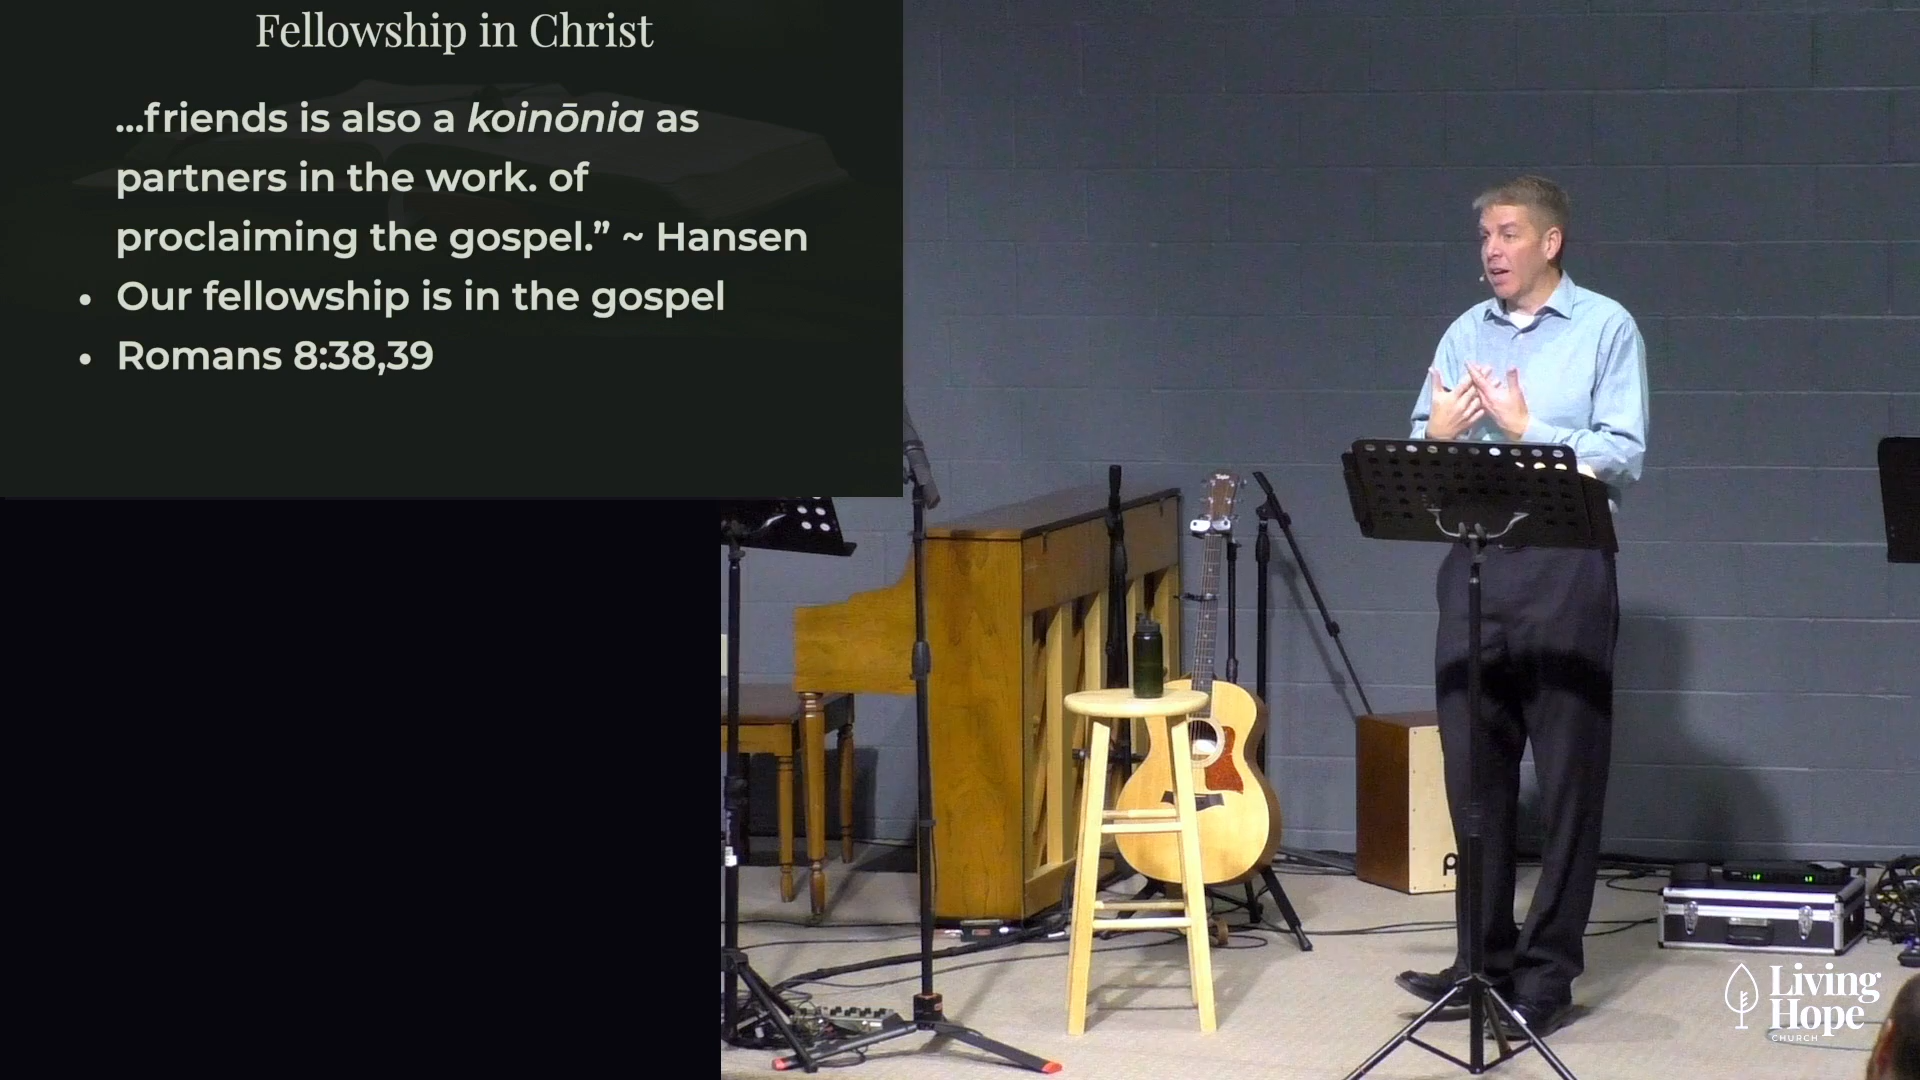 Fellowship in Christ
...friends is also a koinōnia as
partners in the work. of
proclaiming the gospel.” ~ Hansen
• Our fellowship is in the gospel
• Romans 8:38,39
Taylor
Living
Hope
CHURCH